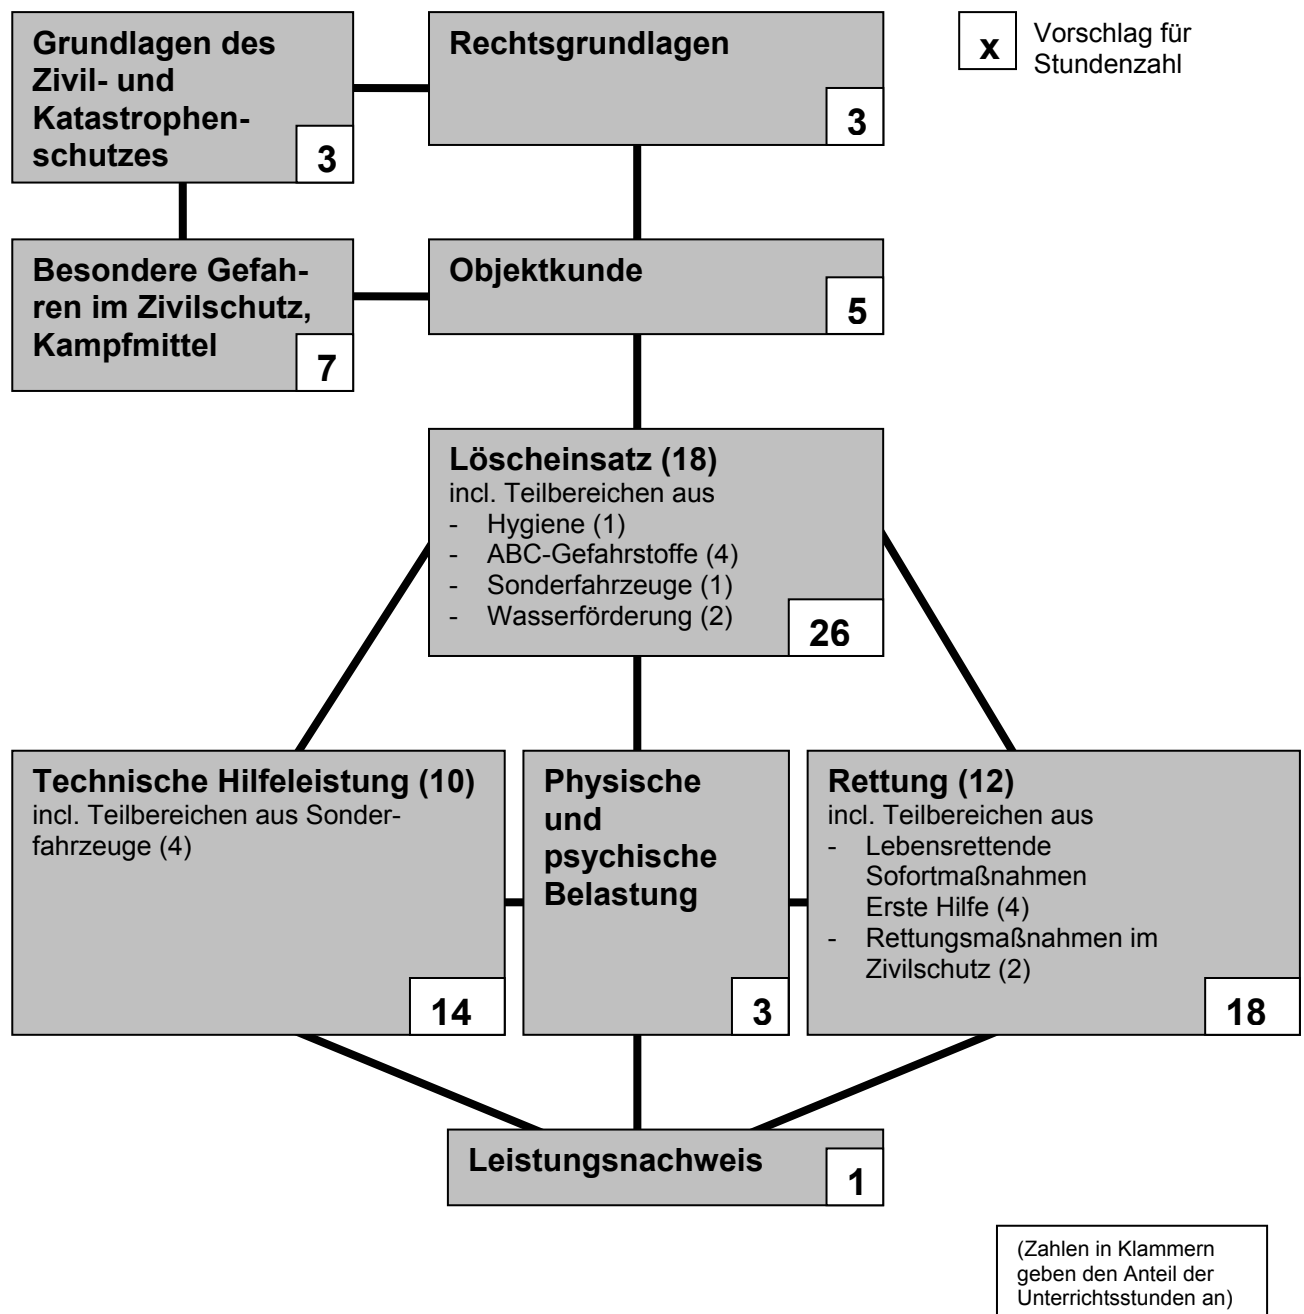 Grundlagen des
Zivil- und
Katastrophen-
schutzes
3
Rechtsgrundlagen
3
x
Vorschlag für
Stundenzahl
Besondere Gefah-
ren im Zivilschutz,
Kampfmittel
7
Objektkunde
5
Löscheinsatz (18)
incl. Teilbereichen aus
- Hygiene (1)
- ABC-Gefahrstoffe (4)
- Sonderfahrzeuge (1)
- Wasserförderung (2)
26
Technische Hilfeleistung (10)
incl. Teilbereichen aus Sonder-
fahrzeuge (4)
14
Physische
und
psychische
Belastung
3
Rettung (12)
incl. Teilbereichen aus
- Lebensrettende
Sofortmaßnahmen
Erste Hilfe (4)
- Rettungsmaßnahmen im
Zivilschutz (2)
18
Leistungsnachweis
1
(Zahlen in Klammern
geben den Anteil der
Unterrichtsstunden an)